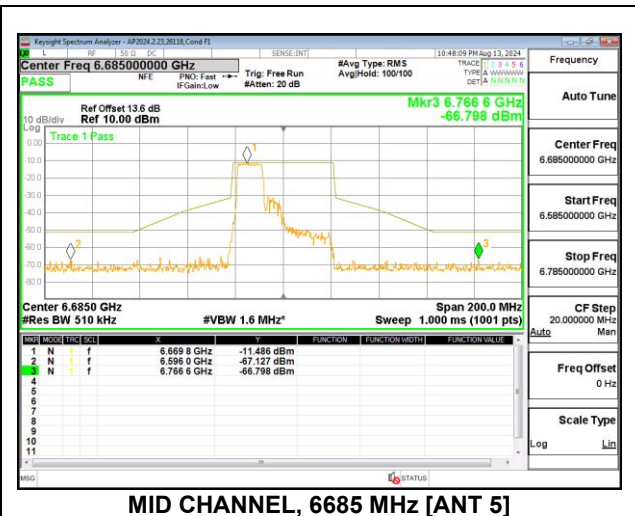 Keysight Spectrum Analyzer - AP2024.2.23,26118,Cond F1
L RF 50 Ω DC SENSE:INT 10:48:09 PM Aug 13, 2024
Center Freq 6.685000000 GHz
#Avg Type: RMS
TRACE 1 2 3 4 5 6
PASS
NFE PNO: Fast Trig: Free Run Avg|Hold: 100/100
TYPE A WWWWW
IFGain:Low #Atten: 20 dB
DET A N N N N N
Ref Offset 13.6 dB
Mkr3 6.766 6 GHz
10 dB/div Ref 10.00 dBm
-66.798 dBm
Log
Trace 1 Pass
0.00
-10.0
-20.0
-30.0
-40.0
-50.0
-60.0
-70.0
-80.0
1
2
3
Center 6.6850 GHz Span 200.0 MHz
#Res BW 510 kHz #VBW 1.6 MHz* Sweep 1.000 ms (1001 pts)
MKR MODE TRC SCL X Y FUNCTION FUNCTION WIDTH FUNCTION VALUE
1 N 1 f 6.669 8 GHz -11.486 dBm
2 N 1 f 6.596 0 GHz -67.127 dBm
3 N 1 f 6.766 6 GHz -66.798 dBm
4
5
6
7
8
9
10
11
MSG STATUS
Frequency
Auto Tune
Center Freq
6.685000000 GHz
Start Freq
6.585000000 GHz
Stop Freq
6.785000000 GHz
CF Step
20.000000 MHz
Auto Man
Freq Offset
0 Hz
Scale Type
Log Lin
MID CHANNEL, 6685 MHz [ANT 5]